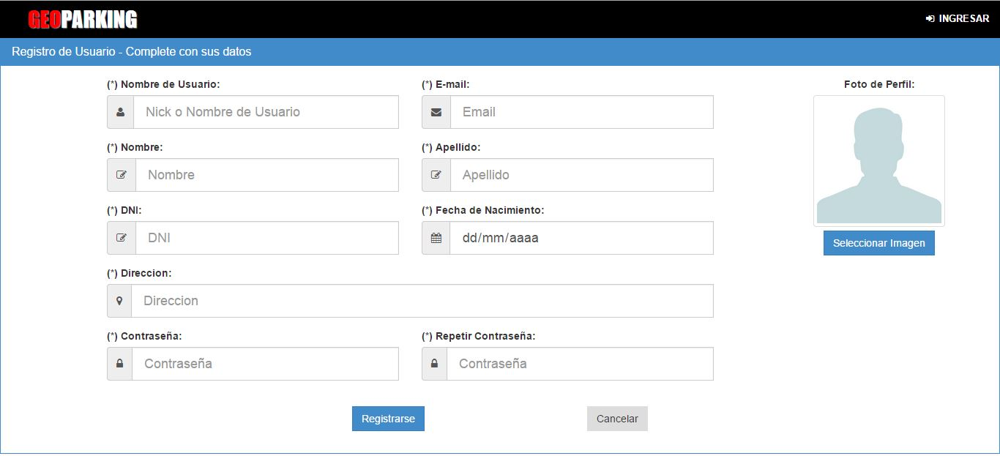 GEOPARKING
INGRESAR
Registro de Usuario - Complete con sus datos
(*) Nombre de Usuario:
Nick o Nombre de Usuario
(*) E-mail:
Email
(*) Nombre:
Nombre
(*) Apellido:
Apellido
(*) DNI:
DNI
(*) Fecha de Nacimiento:
dd/mm/aaaa
(*) Direccion:
Direccion
(*) Contraseña:
Contraseña
(*) Repetir Contraseña:
Contraseña
Foto de Perfil:
Seleccionar Imagen
Registrarse
Cancelar